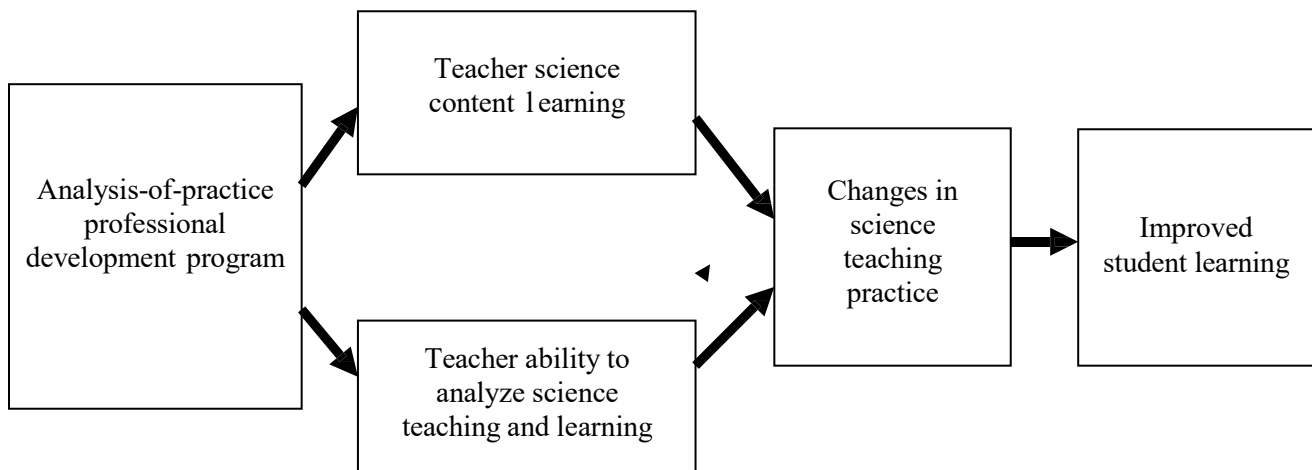 Analysis-of-practice
professional
development program
Teacher science
content learning
Teacher ability to
analyze science
teaching and learning
Changes in
science
teaching
practice
Improved
student learning